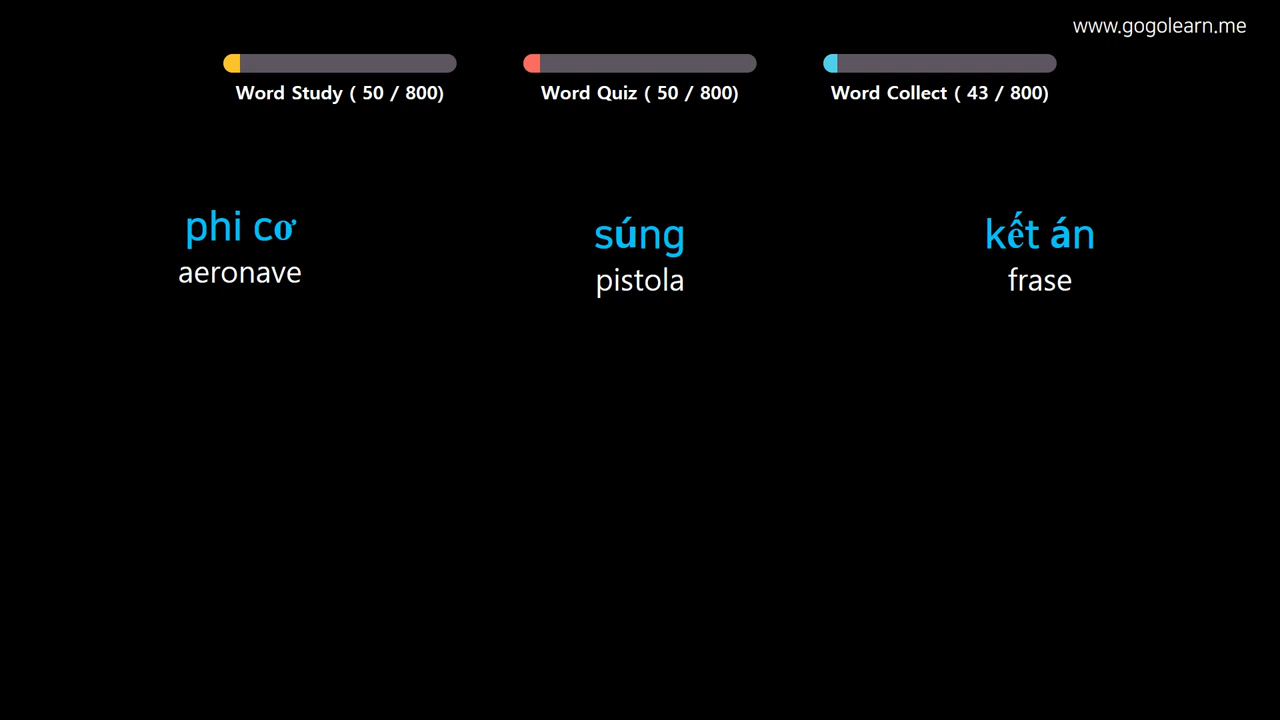 www.gogolearn.me
Word Study ( 50 / 800)
Word Quiz ( 50 / 800)
Word Collect ( 43 / 800)
phi cơ
aeronave
súng
pistola
kết án
frase